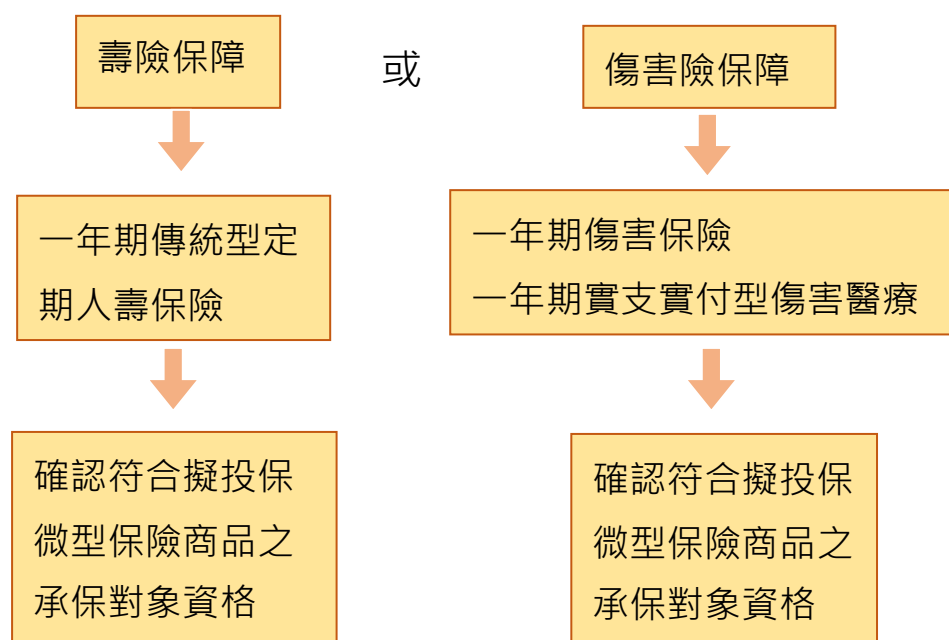 壽險保障
或
傷害險保障
一年期傳統型定
期人壽保險
一年期傷害保險
一年期實支實付型傷害醫療
確認符合擬投保
微型保險商品之
承保對象資格
確認符合擬投保
微型保險商品之
承保對象資格